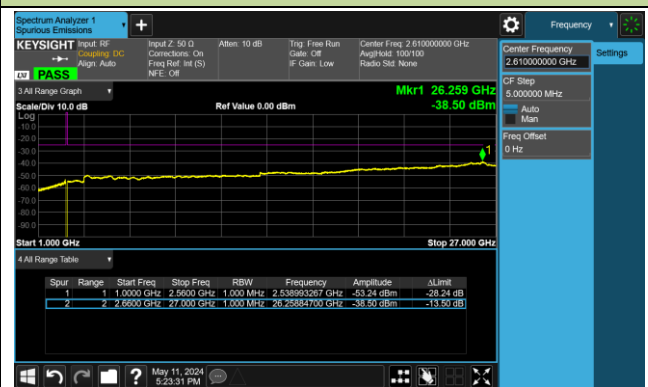 Spectrum Analyzer 1
Spurious Emissions
+
Frequency
KEYSIGHT
Input: RF
Coupling: DC
Align: Auto
Input Z: 50 Ω
Corrections: On
Freq Ref: Int (S)
NFE: Off
Atten: 10 dB
Trig: Free Run
Gate: Off
IF Gain: Low
Center Freq: 2.610000000 GHz
Avg|Hold: 100/100
Radio Std: None
LXI
PASS
Center Frequency
2.610000000 GHz
Settings
CF Step
5.000000 MHz
Auto
Man
Freq Offset
0 Hz
3 All Range Graph
Mkr1 26.259 GHz
Scale/Div 10.0 dB
Ref Value 0.00 dBm
-38.50 dBm
Log
-10.0
-20.0
-30.0
-40.0
-50.0
-60.0
-70.0
-80.0
-90.0
1
Start 1.000 GHz
Stop 27.000 GHz
4 All Range Table
Spur Range Start Freq Stop Freq RBW Frequency Amplitude ΔLimit
1 1 1.0000 GHz 2.5600 GHz 1.000 MHz 2.538993267 GHz -53.24 dBm -28.24 dB
2 2 2.6600 GHz 27.000 GHz 1.000 MHz 26.25884700 GHz -38.50 dBm -13.50 dB
?
May 11, 2024
5:23:31 PM